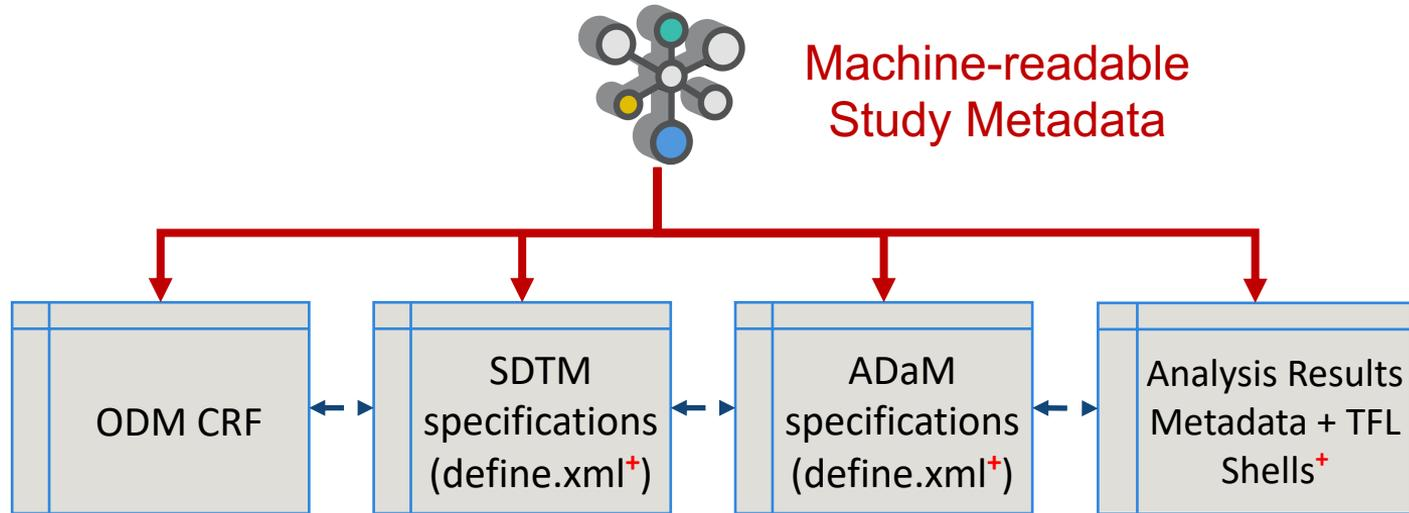 Machine-readable
Study Metadata
ODM CRF
SDTM
specifications
(define.xml+)
ADaM
specifications
(define.xml+)
Analysis Results
Metadata + TFL
Shells+